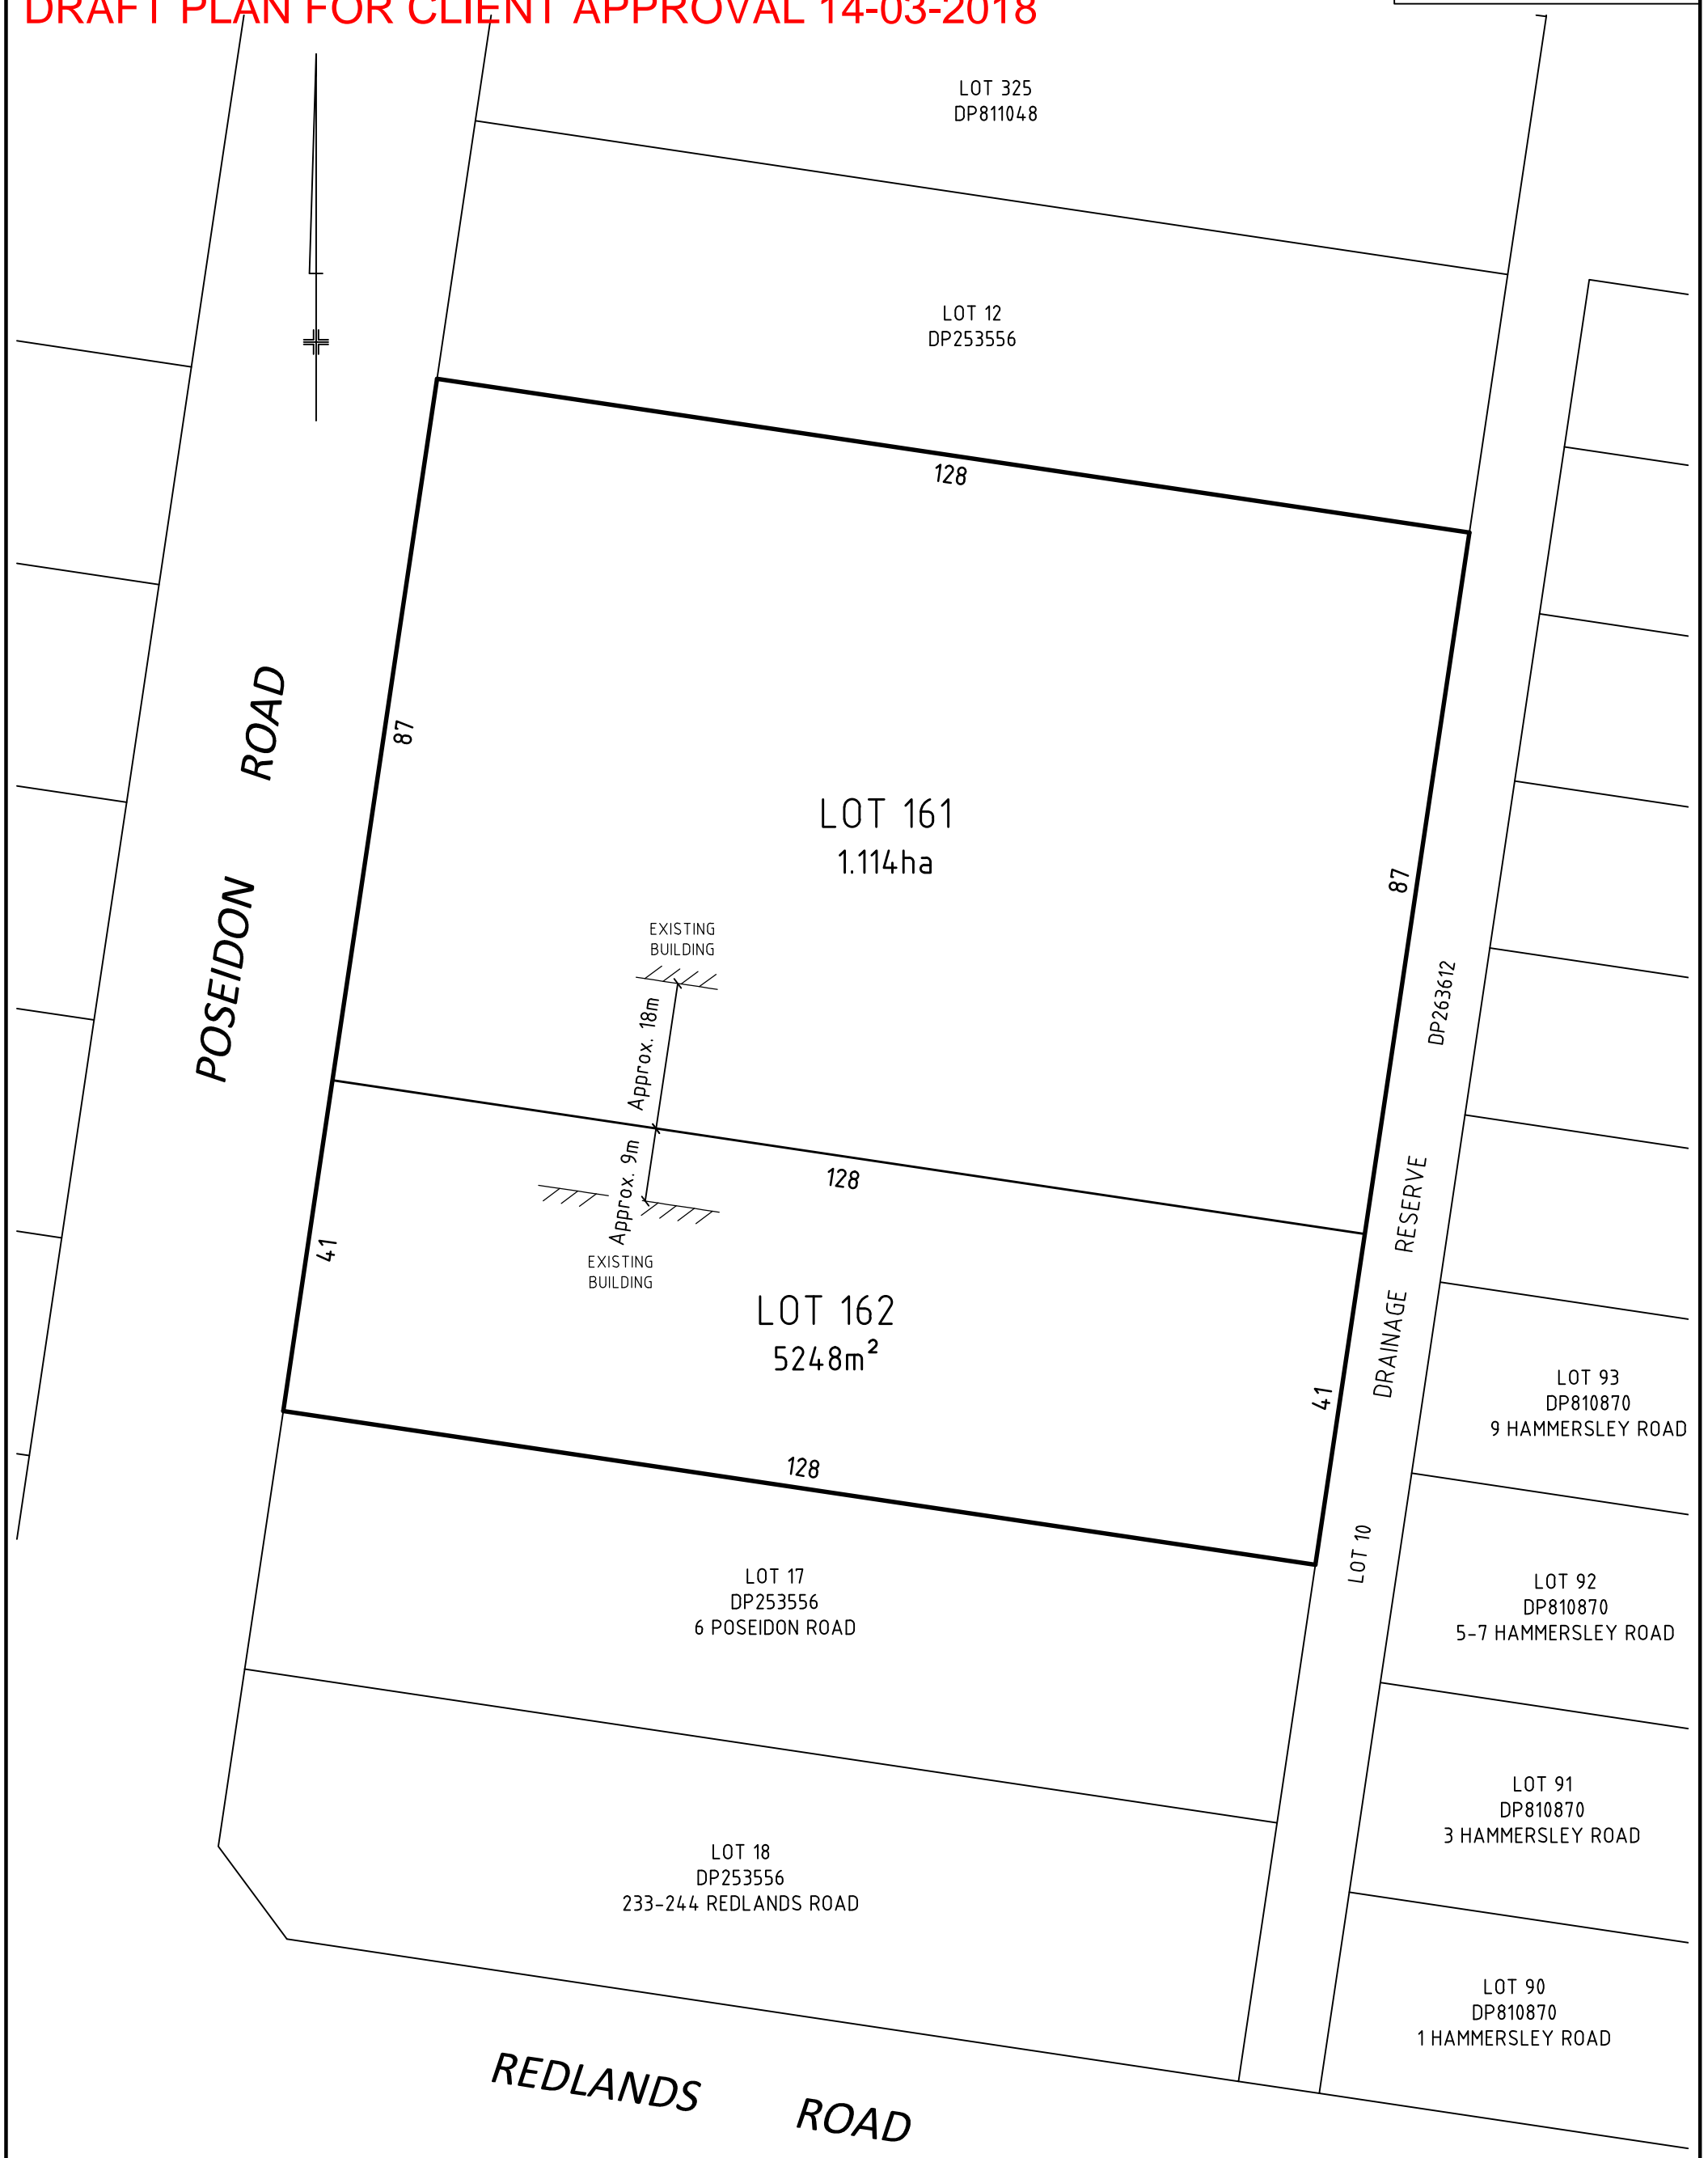 DRAFT PLAN FOR CLIENT APPROVAL 14-03-2018
LOT 325
DP811048
LOT 12
DP253556
128
POSEIDON ROAD
87
LOT 161
1.114ha
87
EXISTING
BUILDING
Approx. 18m
Approx. 9m
128
EXISTING
BUILDING
41
LOT 162
5248m²
41
128
LOT 10 DRAINAGE RESERVE DP263612
LOT 93
DP810870
9 HAMMERSLEY ROAD
LOT 17
DP253556
6 POSEIDON ROAD
LOT 92
DP810870
5-7 HAMMERSLEY ROAD
LOT 91
DP810870
3 HAMMERSLEY ROAD
LOT 18
DP253556
233-244 REDLANDS ROAD
LOT 90
DP810870
1 HAMMERSLEY ROAD
REDLANDS ROAD